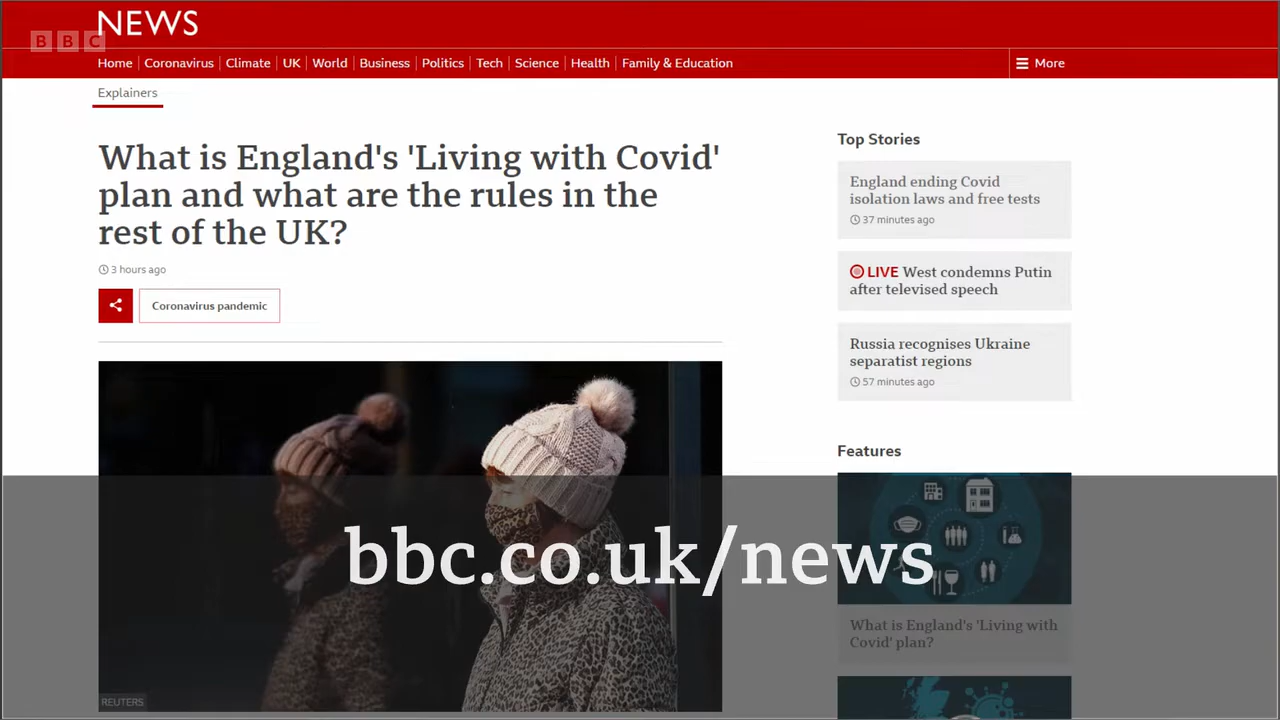 NEWS
BBC
Home
Coronavirus
Climate
UK
World
Business
Politics
Tech
Science
Health
Family & Education
More
Explainers
What is England's 'Living with Covid'
plan and what are the rules in the
rest of the UK?
3 hours ago
Coronavirus pandemic
REUTERS
Top Stories
England ending Covid
isolation laws and free tests
37 minutes ago
LIVE West condemns Putin
after televised speech
Russia recognises Ukraine
separatist regions
57 minutes ago
Features
What is England's 'Living with
Covid' plan?
bbc.co.uk/news